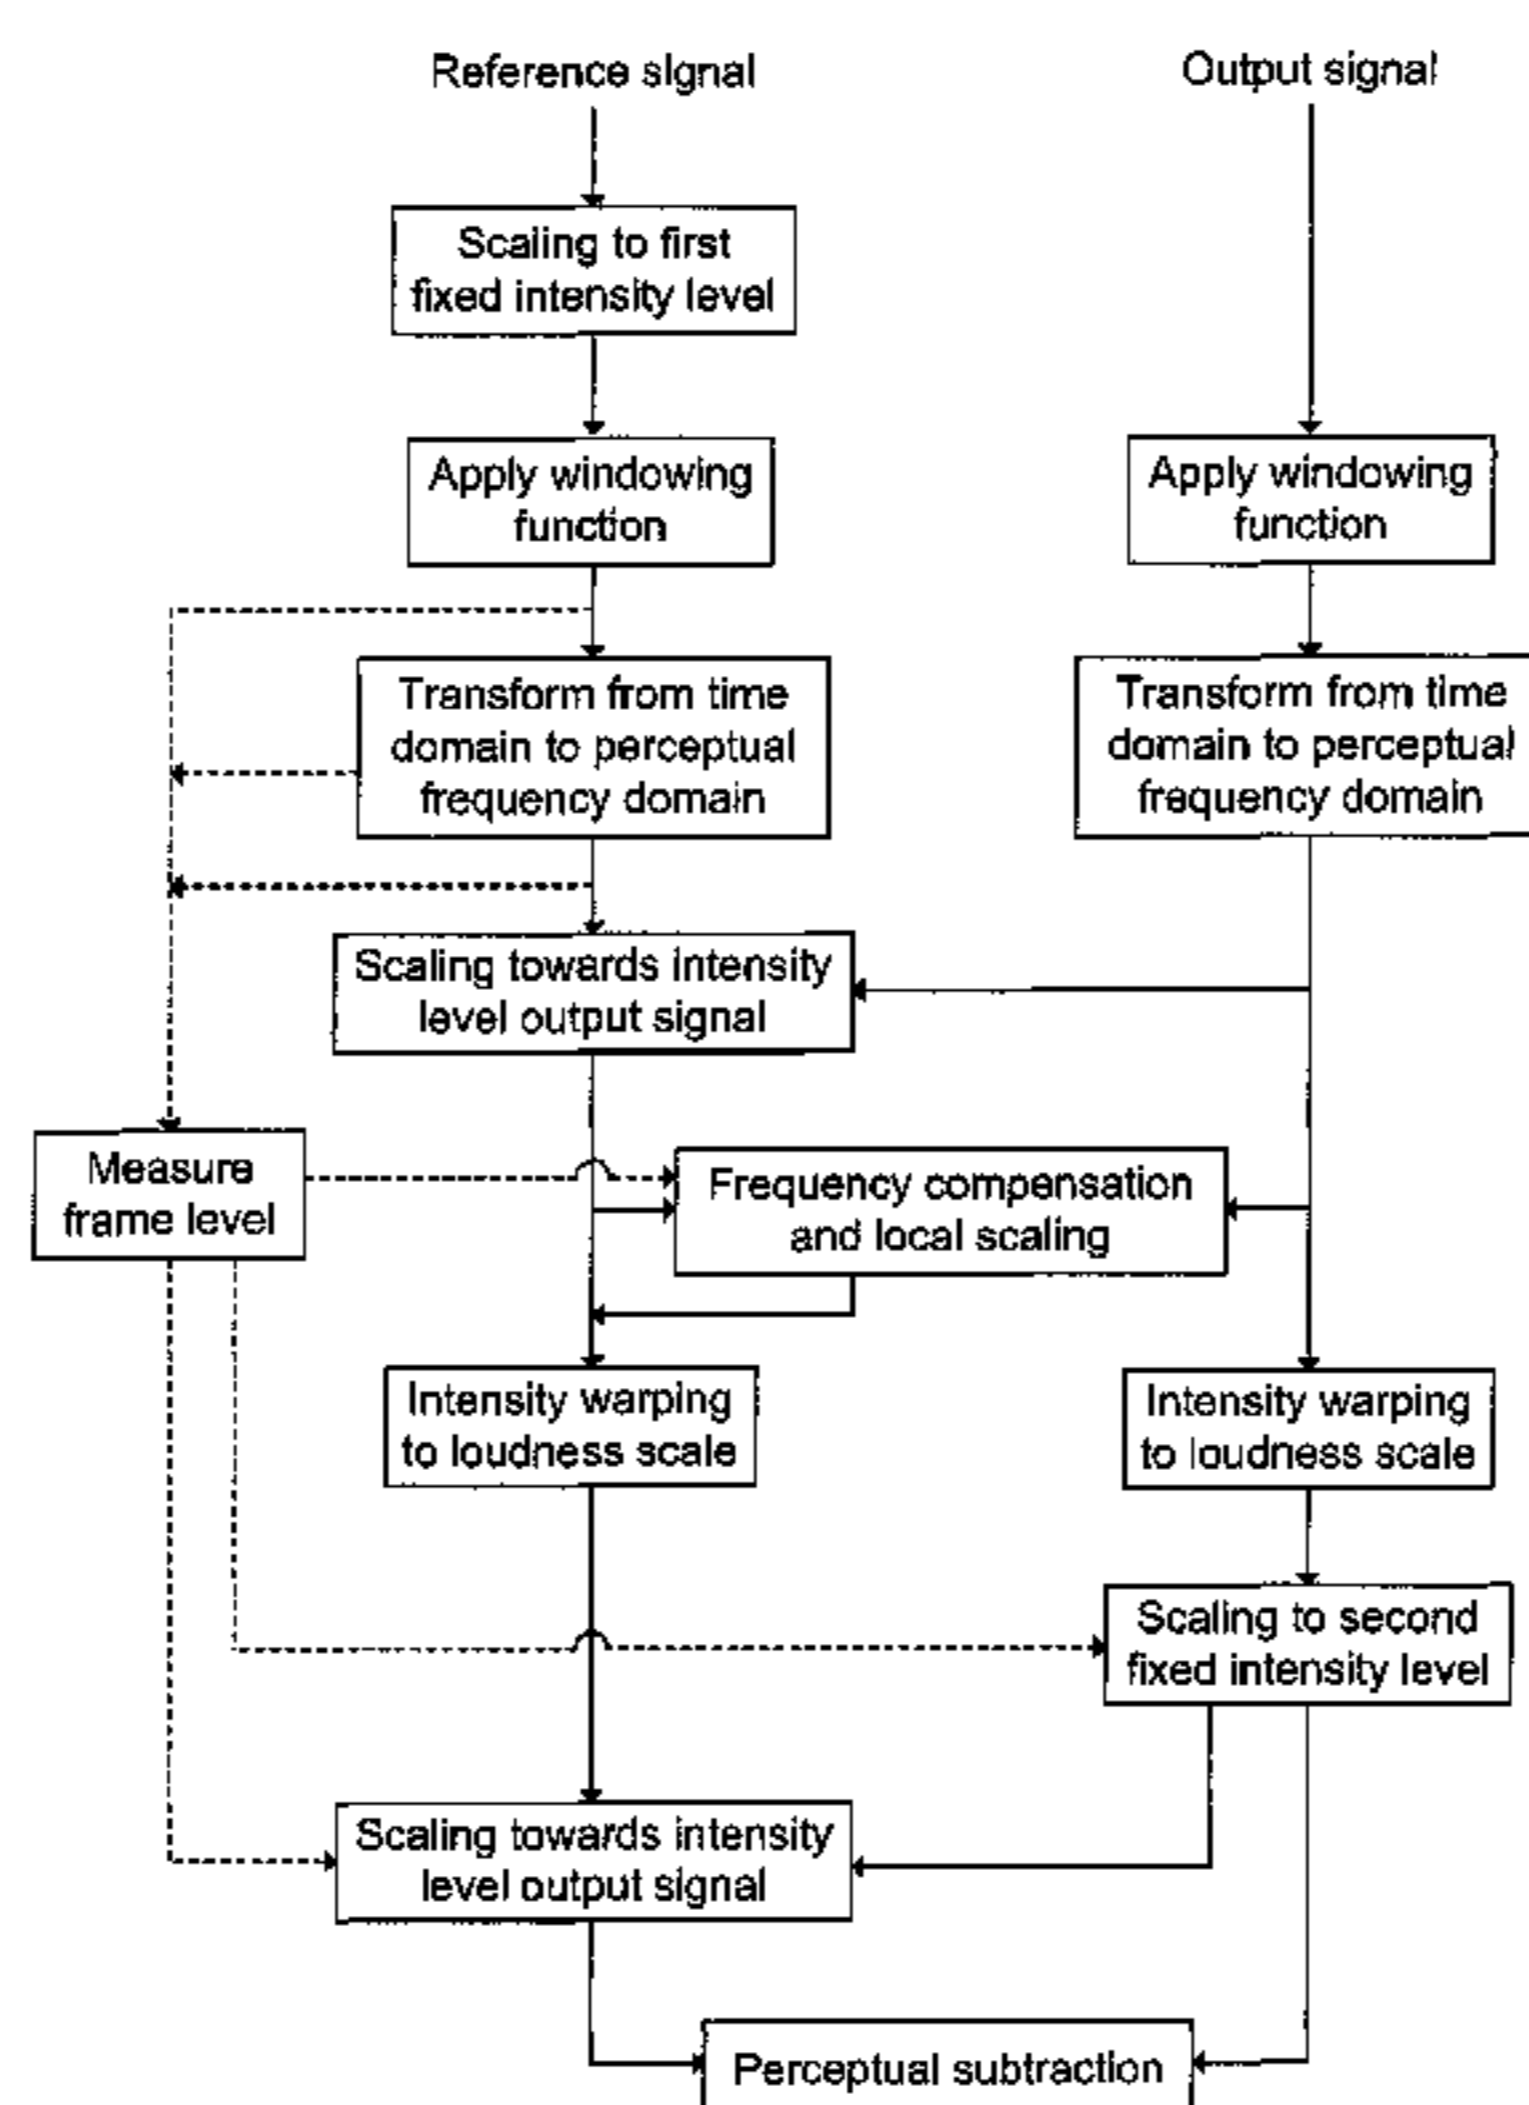 Reference signal
Output signal
Scaling to first
fixed intensity level
Apply windowing
function
Apply windowing
function
Transform from time
domain to perceptual
frequency domain
Transform from time
domain to perceptual
frequency domain
Scaling towards intensity
level output signal
Measure
frame level
Frequency compensation
and local scaling
Intensity warping
to loudness scale
Intensity warping
to loudness scale
Scaling to second
fixed intensity level
Scaling towards intensity
level output signal
Perceptual subtraction